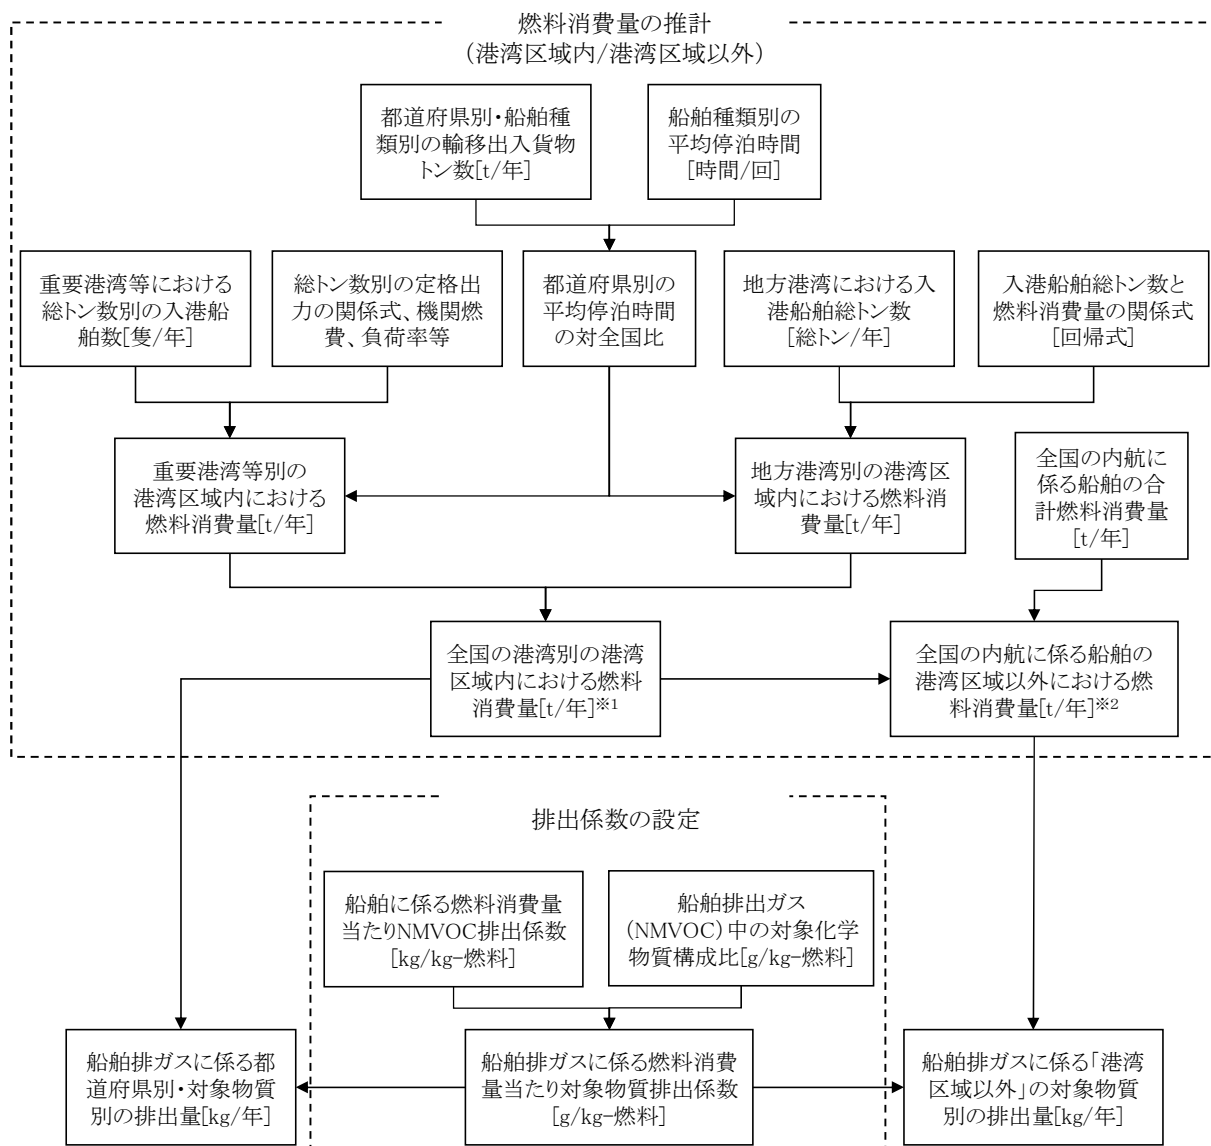 燃料消費量の推計
（港湾区域内/港湾区域以外）
都道府県別・船舶種
類別の輸移出入貨物
トン数[t/年]
船舶種類別の
平均停泊時間
[時間/回]
重要港湾等における
総トン数別の入港船
舶数[隻/年]
総トン数別の定格出
力の関係式、機関燃
費、負荷率等
都道府県別の
平均停泊時間
の対全国比
地方港湾における入
港船舶総トン数
[総トン/年]
入港船舶総トン数と
燃料消費量の関係式
[回帰式]
重要港湾等別の
港湾区域内における
燃料消費量[t/年]
地方港湾別の港湾区
域内における燃料消
費量[t/年]
全国の内航に
係る船舶の合
計燃料消費量
[t/年]
全国の港湾別の港湾
区域内における燃料
消費量[t/年]※1
全国の内航に係る船舶の
港湾区域以外における燃
料消費量[t/年]※2
排出係数の設定
船舶に係る燃料消費量
当たりNMVOC排出係数
[kg/kg-燃料]
船舶排出ガス
（NMVOC）中の対象化学
物質構成比[g/kg-燃料]
船舶排ガスに係る都
道府県別・対象物質
別の排出量[kg/年]
船舶排ガスに係る燃料消費
量当たり対象物質排出係数
[g/kg-燃料]
船舶排ガスに係る「港湾
区域以外」の対象物質
別の排出量[kg/年]